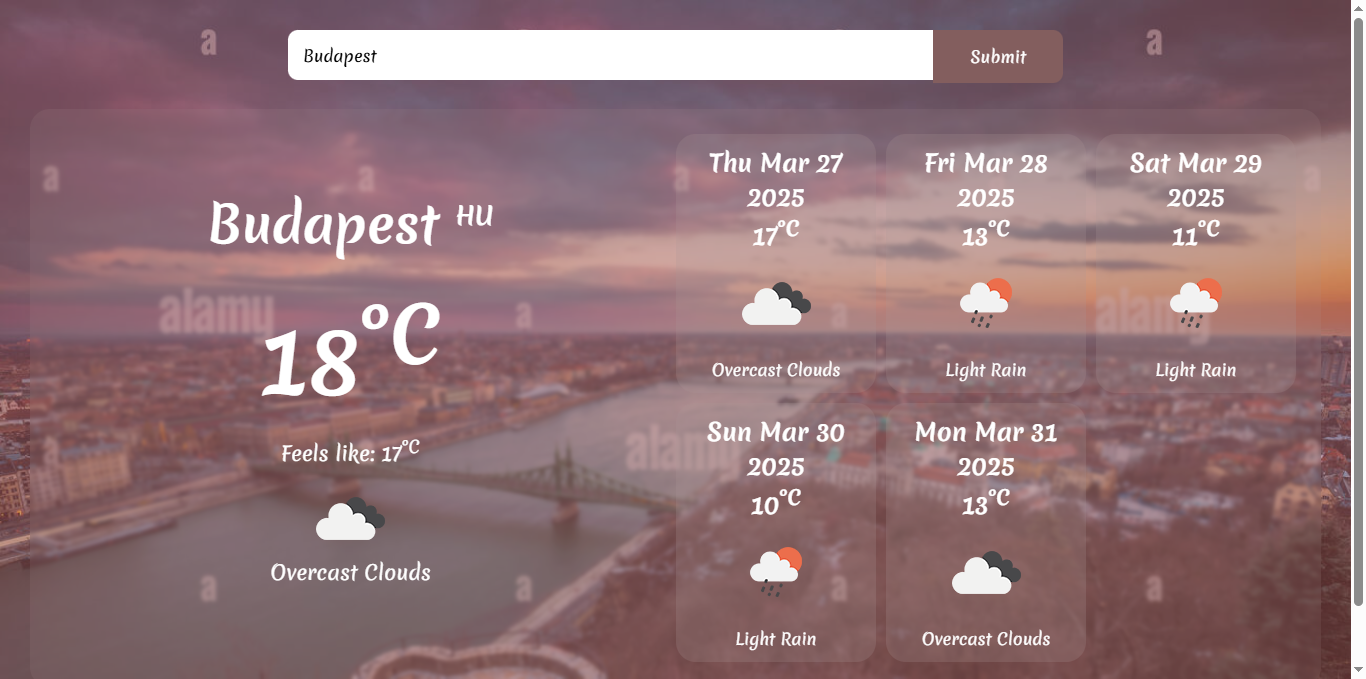 Budapest
Submit
Budapest HU
18°C
Feels like: 17°C
Overcast Clouds
Thu Mar 27
2025
17°C
Overcast Clouds
Fri Mar 28
2025
13°C
Light Rain
Sat Mar 29
2025
11°C
Light Rain
Sun Mar 30
2025
10°C
Light Rain
Mon Mar 31
2025
13°C
Overcast Clouds
a
a
a
a
a
a
alamy
a
a
alamy
a
alamy
a
a
a
a